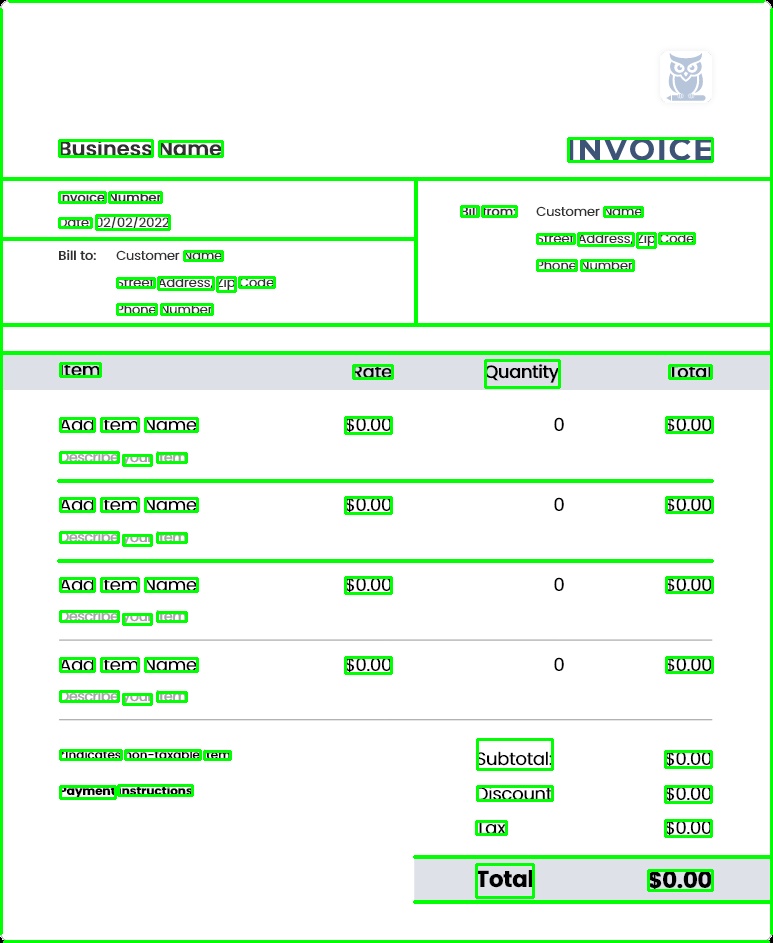 Business Name
INVOICE
Invoice Number
Date: 02/02/2022
Bill to: Customer Name
Street Address, Zip Code
Phone Number
Bill from: Customer Name
Street Address, Zip Code
Phone Number
Item Rate Quantity Total
Add Item Name $0.00 0 $0.00
Describe your item
Add Item Name $0.00 0 $0.00
Describe your item
Add Item Name $0.00 0 $0.00
Describe your item
Add Item Name $0.00 0 $0.00
Describe your item
*Indicates non-taxable item
Payment instructions
Subtotal: $0.00
Discount $0.00
Tax $0.00
Total $0.00